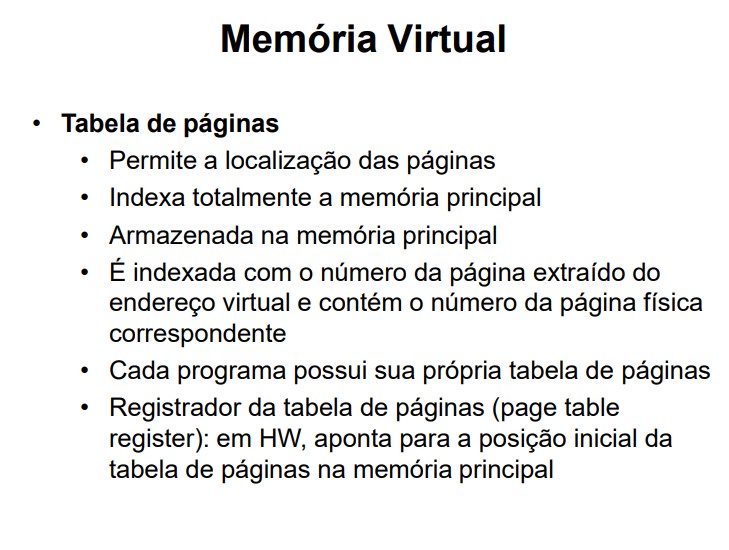 Memória Virtual
• Tabela de páginas
• Permite a localização das páginas
• Indexa totalmente a memória principal
• Armazenada na memória principal
• É indexada com o número da página extraído do
endereço virtual e contém o número da página física
correspondente
• Cada programa possui sua própria tabela de páginas
• Registrador da tabela de páginas (page table
register): em HW, aponta para a posição inicial da
tabela de páginas na memória principal